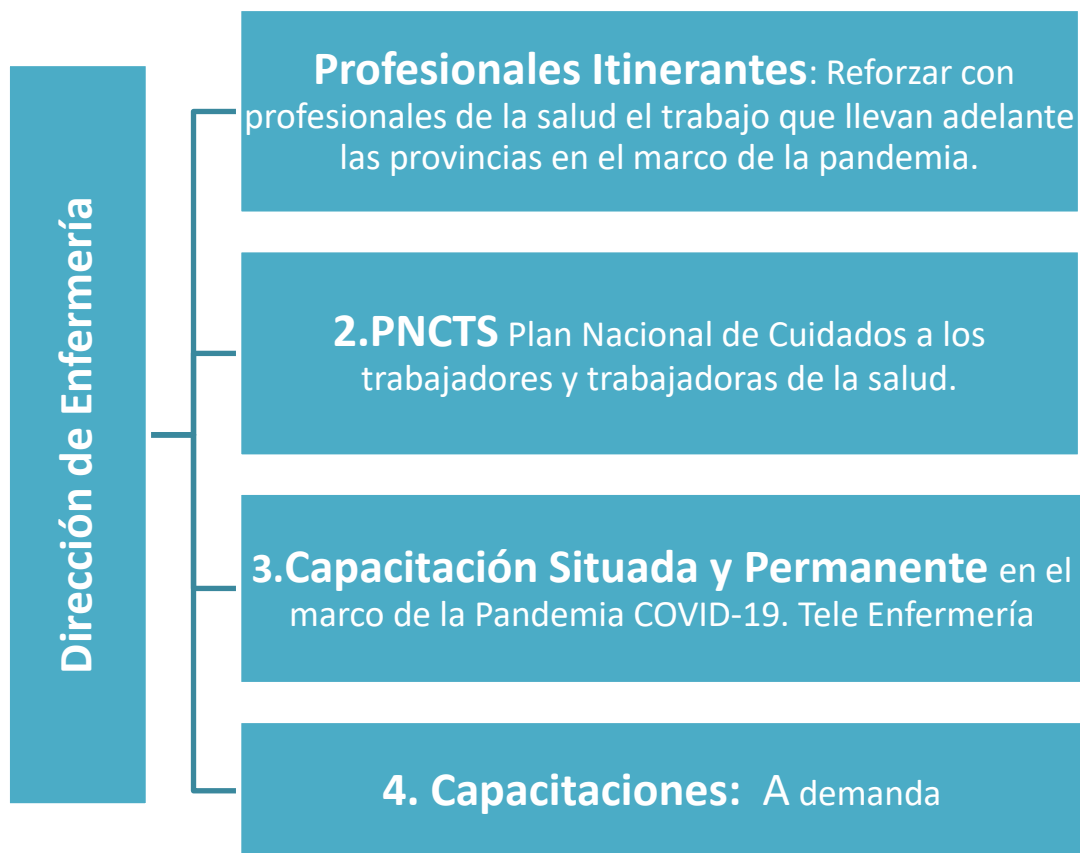 Dirección de Enfermería
Profesionales Itinerantes: Reforzar con
profesionales de la salud el trabajo que llevan adelante
las provincias en el marco de la pandemia.
2.PNCTS Plan Nacional de Cuidados a los
trabajadores y trabajadoras de la salud.
3.Capacitación Situada y Permanente en el
marco de la Pandemia COVID-19. Tele Enfermería
4. Capacitaciones: A demanda